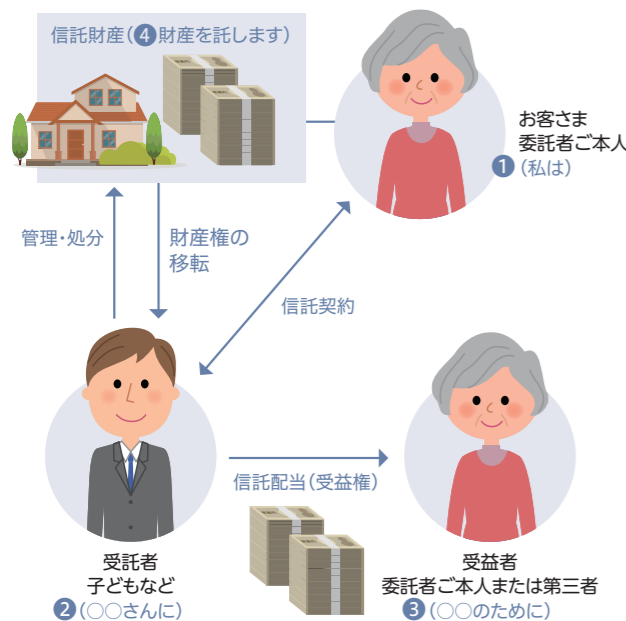 信託財産(❹財産を託します)
お客さま
委託者ご本人
❶(私は)
管理・処分
財産権の
移転
信託契約
信託配当(受益権)
受託者
子どもなど
❷(○○さんに)
受益者
委託者ご本人または第三者
❸(○○のために)